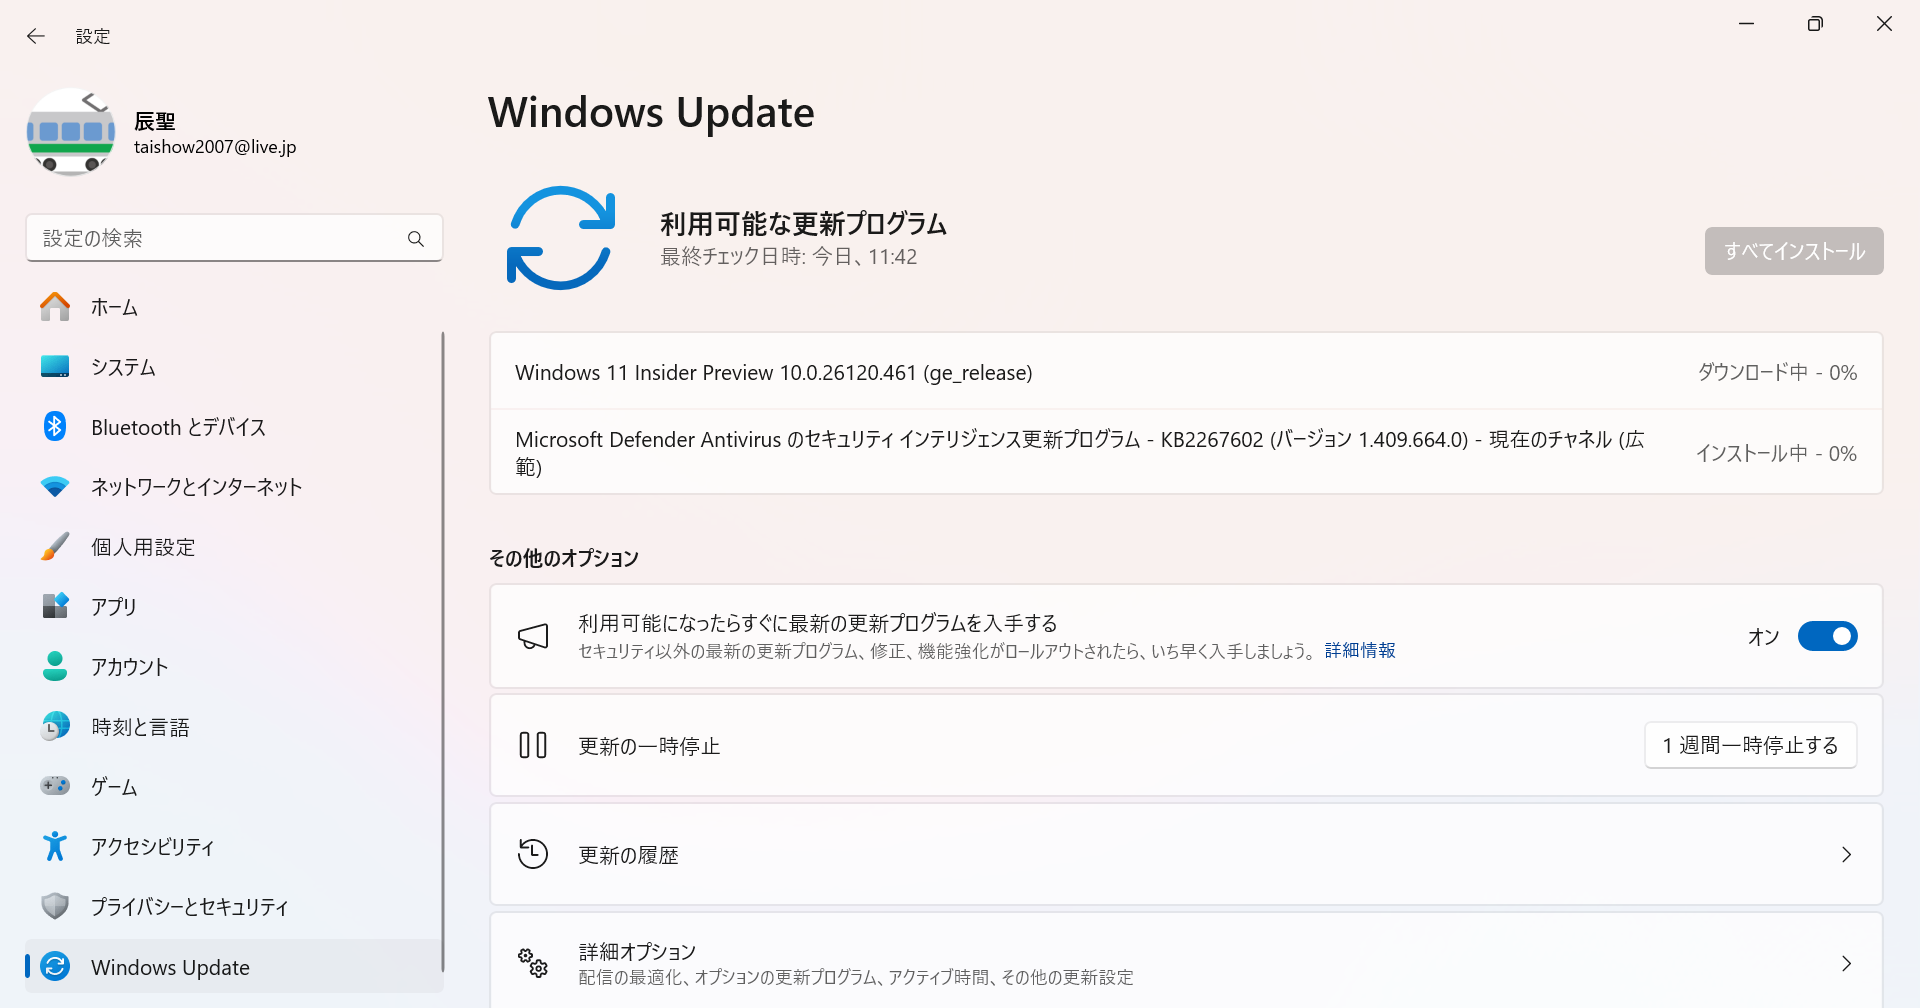 設定
辰聖
taishow2007@live.jp
設定の検索
ホーム
システム
Bluetooth とデバイス
ネットワークとインターネット
個人用設定
アプリ
アカウント
時刻と言語
ゲーム
アクセシビリティ
プライバシーとセキュリティ
Windows Update
Windows Update
利用可能な更新プログラム
最終チェック日時: 今日、11:42
すべてインストール
Windows 11 Insider Preview 10.0.26120.461 (ge_release)
ダウンロード中 - 0%
Microsoft Defender Antivirus のセキュリティ インテリジェンス更新プログラム - KB2267602 (バージョン 1.409.664.0) - 現在のチャネル (広
範)
インストール中 - 0%
その他のオプション
利用可能になったらすぐに最新の更新プログラムを入手する
セキュリティ以外の最新の更新プログラム、修正、機能強化がロールアウトされたら、いち早く入手しましょう。 詳細情報
オン
更新の一時停止
1 週間一時停止する
更新の履歴
詳細オプション
配信の最適化、オプションの更新プログラム、アクティブ時間、その他の更新設定